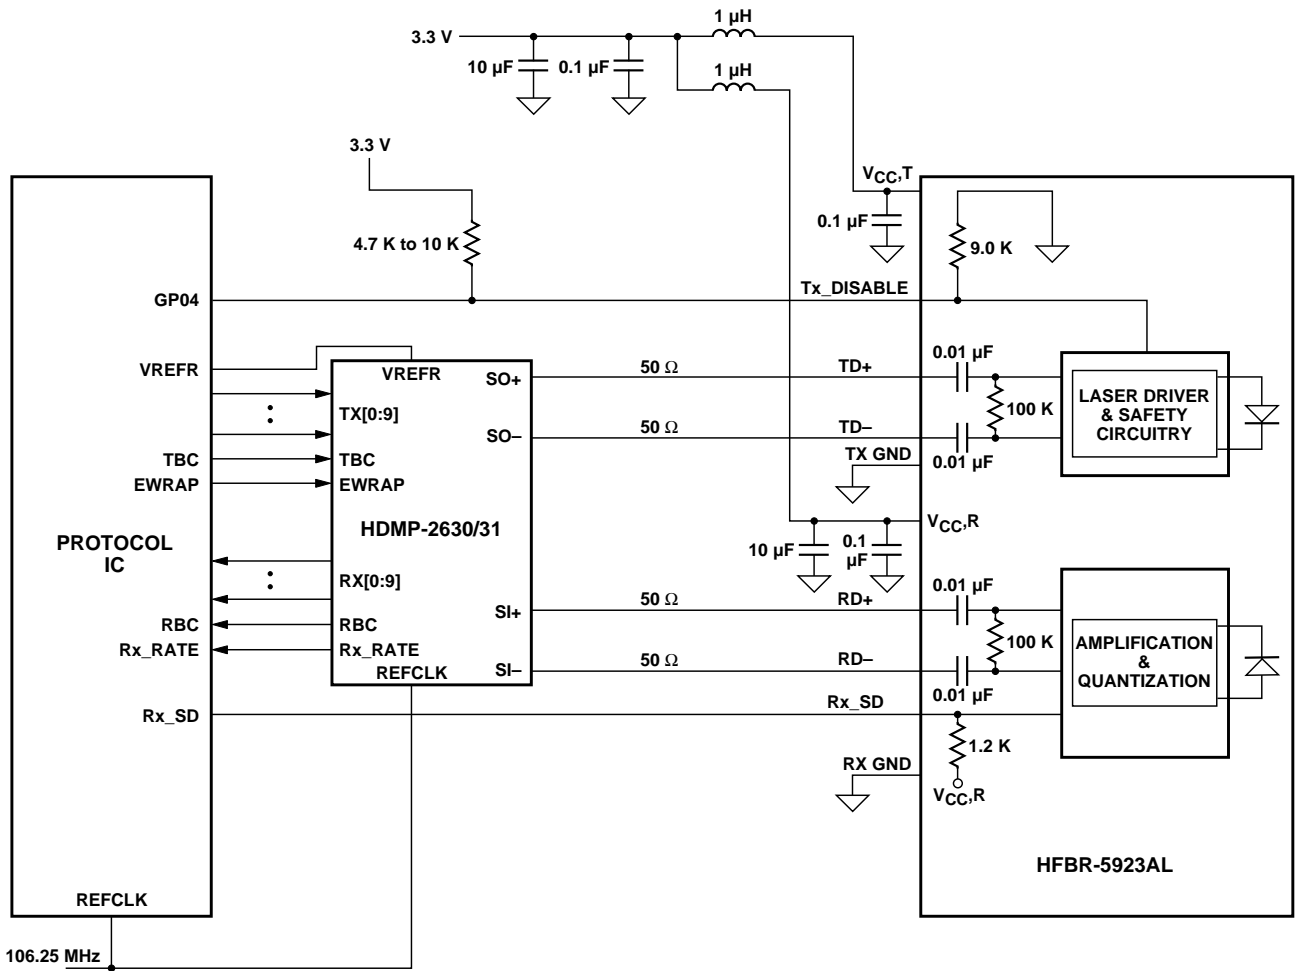 1 µH
3.3 V
10 µF
0.1 µF
1 µH
3.3 V
VCC,T
0.1 µF
4.7 K to 10 K
9.0 K
GP04
Tx_DISABLE
VREFR
VREFR
SO+
50 Ω
TD+
0.01 µF
TX[0:9]
:
100 K
LASER DRIVER
& SAFETY
CIRCUITRY
SO–
50 Ω
TD–
0.01 µF
TBC
TBC
TX GND
EWRAP
EWRAP
HDMP-2630/31
VCC,R
PROTOCOL
IC
10 µF
0.1
µF
:
RX[0:9]
SI+
50 Ω
RD+
0.01 µF
RBC
RBC
100 K
AMPLIFICATION
&
QUANTIZATION
Rx_RATE
Rx_RATE
REFCLK
SI–
50 Ω
RD–
0.01 µF
Rx_SD
Rx_SD
1.2 K
RX GND
VCC,R
HFBR-5923AL
REFCLK
106.25 MHz